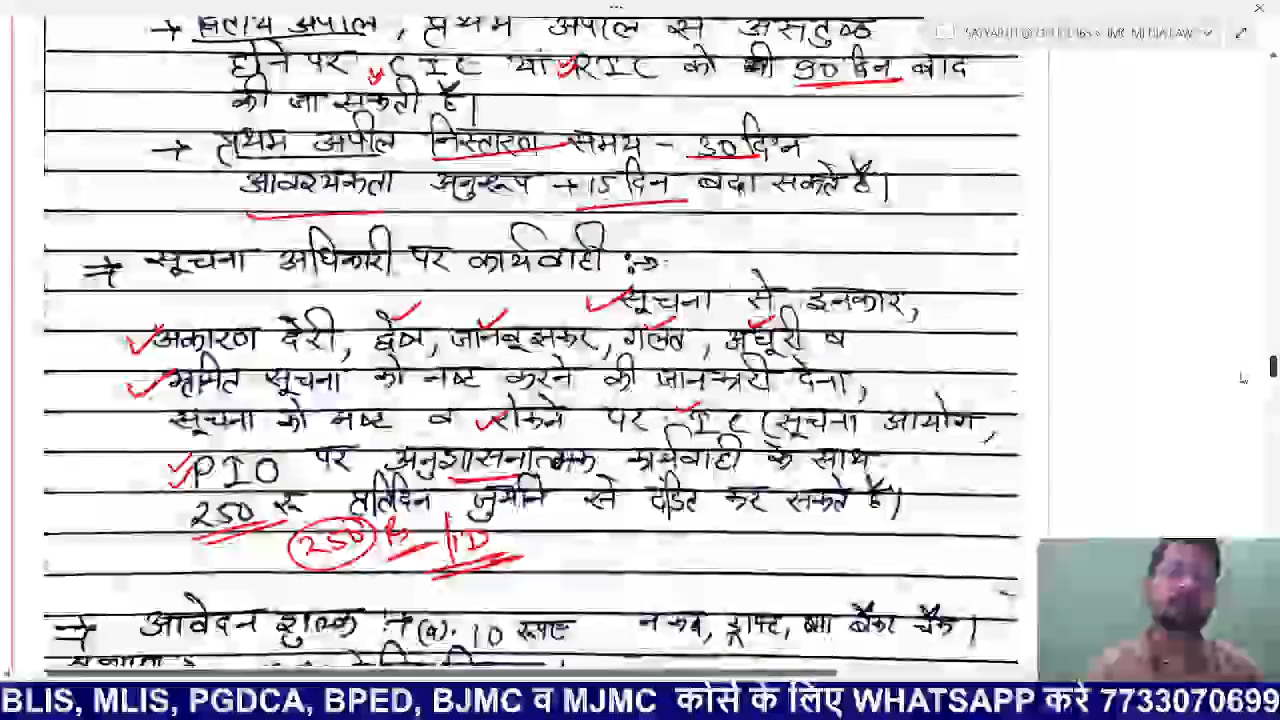 → द्वितीय अपील, प्रथम अपील से असंतुष्ट
होने पर CIC या RIC को भी 90 दिन बाद
की जा सकती है।
→ प्रथम अपील निस्तारण समय - 30 दिन
आवश्यकता अनुरूप +15 दिन बढा सकते है।
⇒ सूचना अधिकारी पर कार्यवाही :→
सूचना से इनकार,
अकारण देरी, द्वेष, जानबूझकर, गलत, अधूरी व
भ्रामित सूचना को नष्ट करने की जानकारी देना,
सूचना को नष्ट व रोकने पर IC (सूचना आयोग,
PIO पर अनुशासनात्मक कार्यवाही के साथ
250 रू प्रतिदिन जुर्माने से दंडित कर सकते है।
250 Rs /D
⇒ आवेदन शुल्क :→ (a). 10 रूपए नकद, ड्राफ्ट, बैंकर चैक।
BLIS, MLIS, PGDCA, BPED, BJMC व MJMC कोर्स के लिए WHATSAPP करे 7733070699